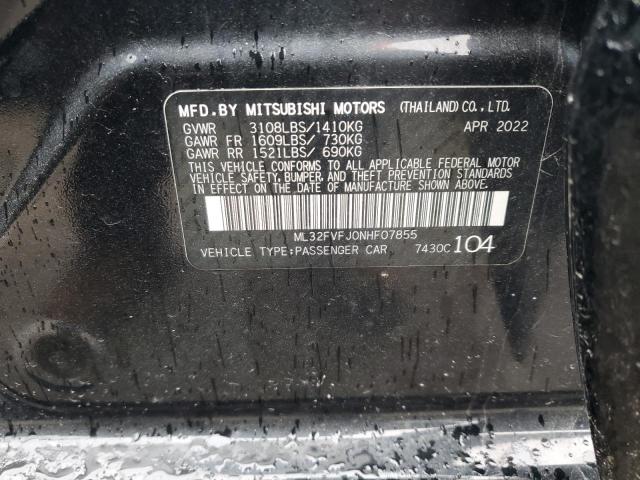 MFD.BY MITSUBISHI MOTORS (THAILAND) CO.,LTD.
GVWR 3108LBS/1410KG APR 2022
GAWR FR 1609LBS/ 730KG
GAWR RR 1521LBS/ 690KG
THIS VEHICLE CONFORMS TO ALL APPLICABLE FEDERAL MOTOR
VEHICLE SAFETY, BUMPER, AND THEFT PREVENTION STANDARDS
IN EFFECT ON THE DATE OF MANUFACTURE SHOWN ABOVE.
ML32FVFJ0NHF07855
VEHICLE TYPE:PASSENGER CAR 7430C 104